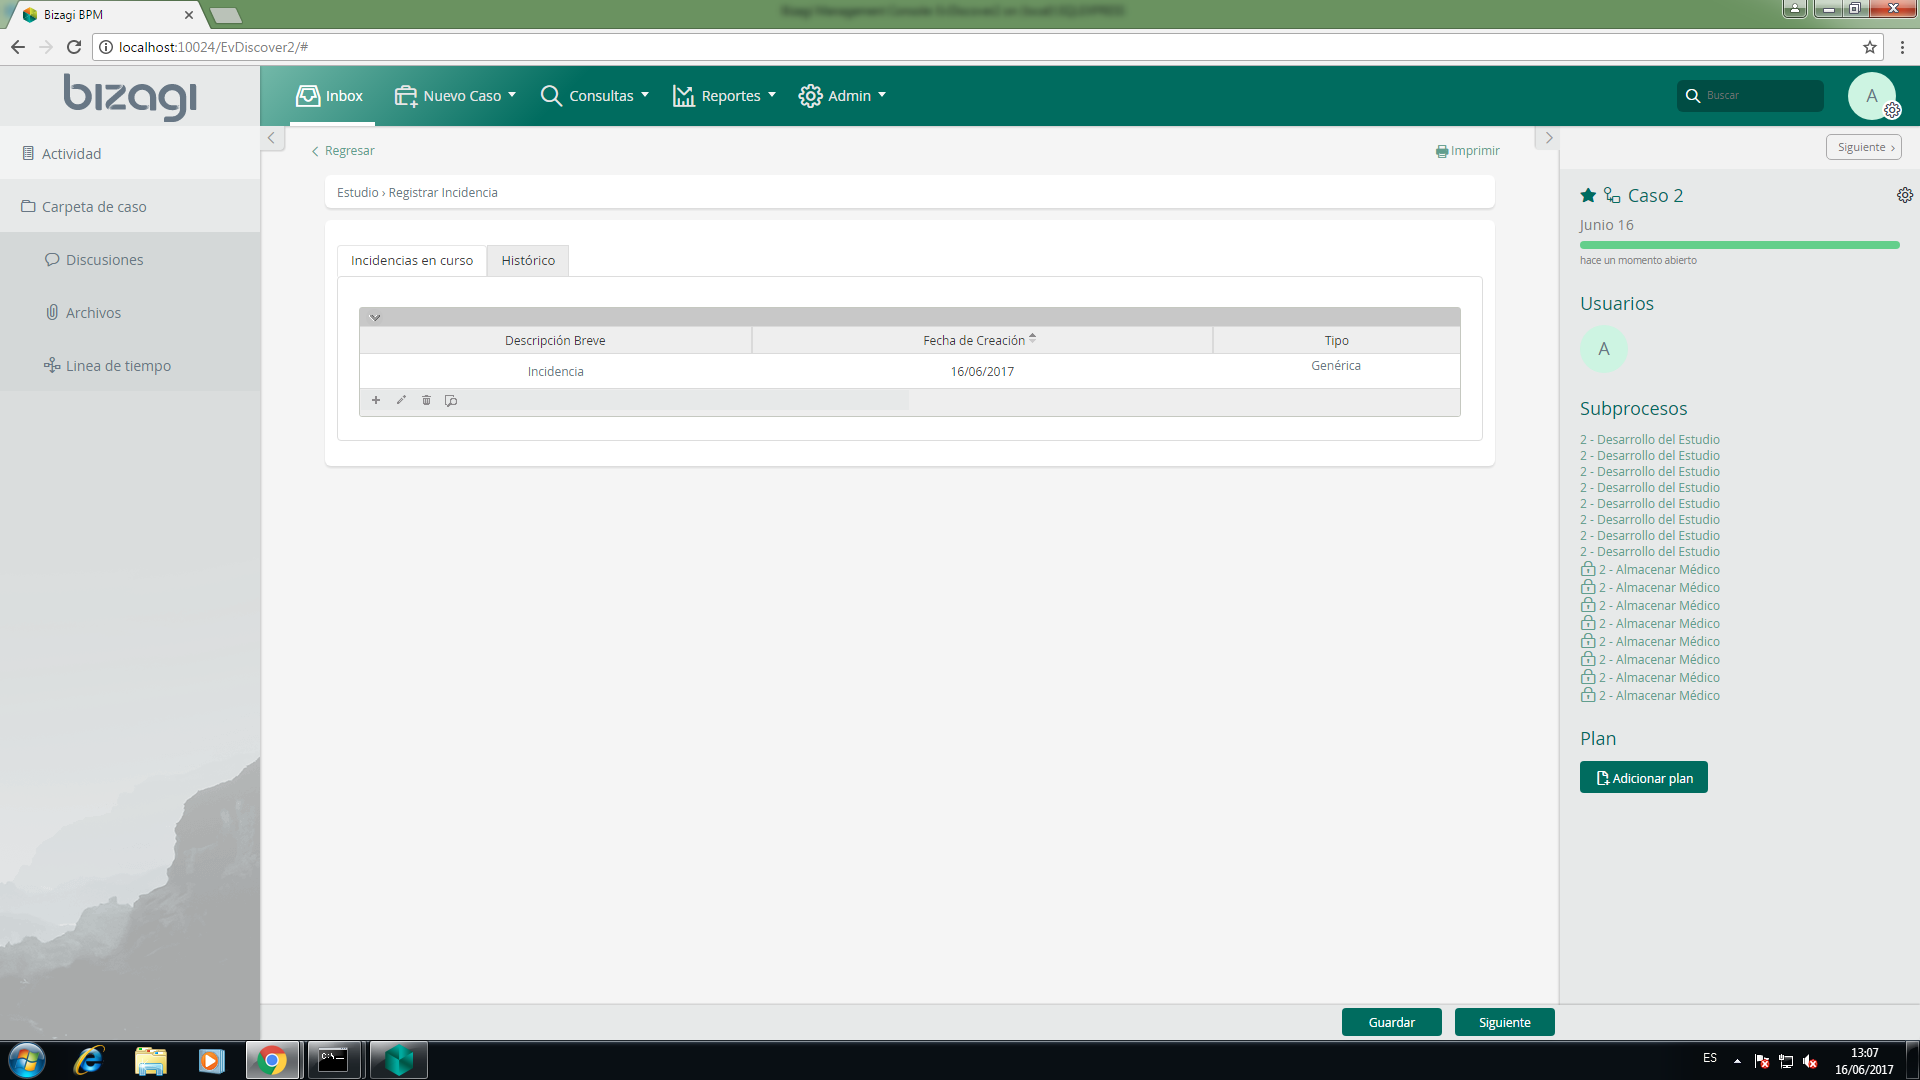 Bizagi BPM
localhost:10024/EvDiscover2/#
bizagi
Inbox
Nuevo Caso
Consultas
Reportes
Admin
Buscar
A
Actividad
Carpeta de caso
Discusiones
Archivos
Linea de tiempo
Regresar
Imprimir
Estudio › Registrar Incidencia
Incidencias en curso
Histórico
Descripción Breve
Fecha de Creación
Tipo
Incidencia
16/06/2017
Genérica
Siguiente
Caso 2
Junio 16
hace un momento abierto
Usuarios
A
Subprocesos
2 - Desarrollo del Estudio
2 - Desarrollo del Estudio
2 - Desarrollo del Estudio
2 - Desarrollo del Estudio
2 - Desarrollo del Estudio
2 - Desarrollo del Estudio
2 - Desarrollo del Estudio
2 - Desarrollo del Estudio
2 - Almacenar Médico
2 - Almacenar Médico
2 - Almacenar Médico
2 - Almacenar Médico
2 - Almacenar Médico
2 - Almacenar Médico
2 - Almacenar Médico
2 - Almacenar Médico
Plan
Adicionar plan
Guardar
Siguiente
ES
13:07
16/06/2017